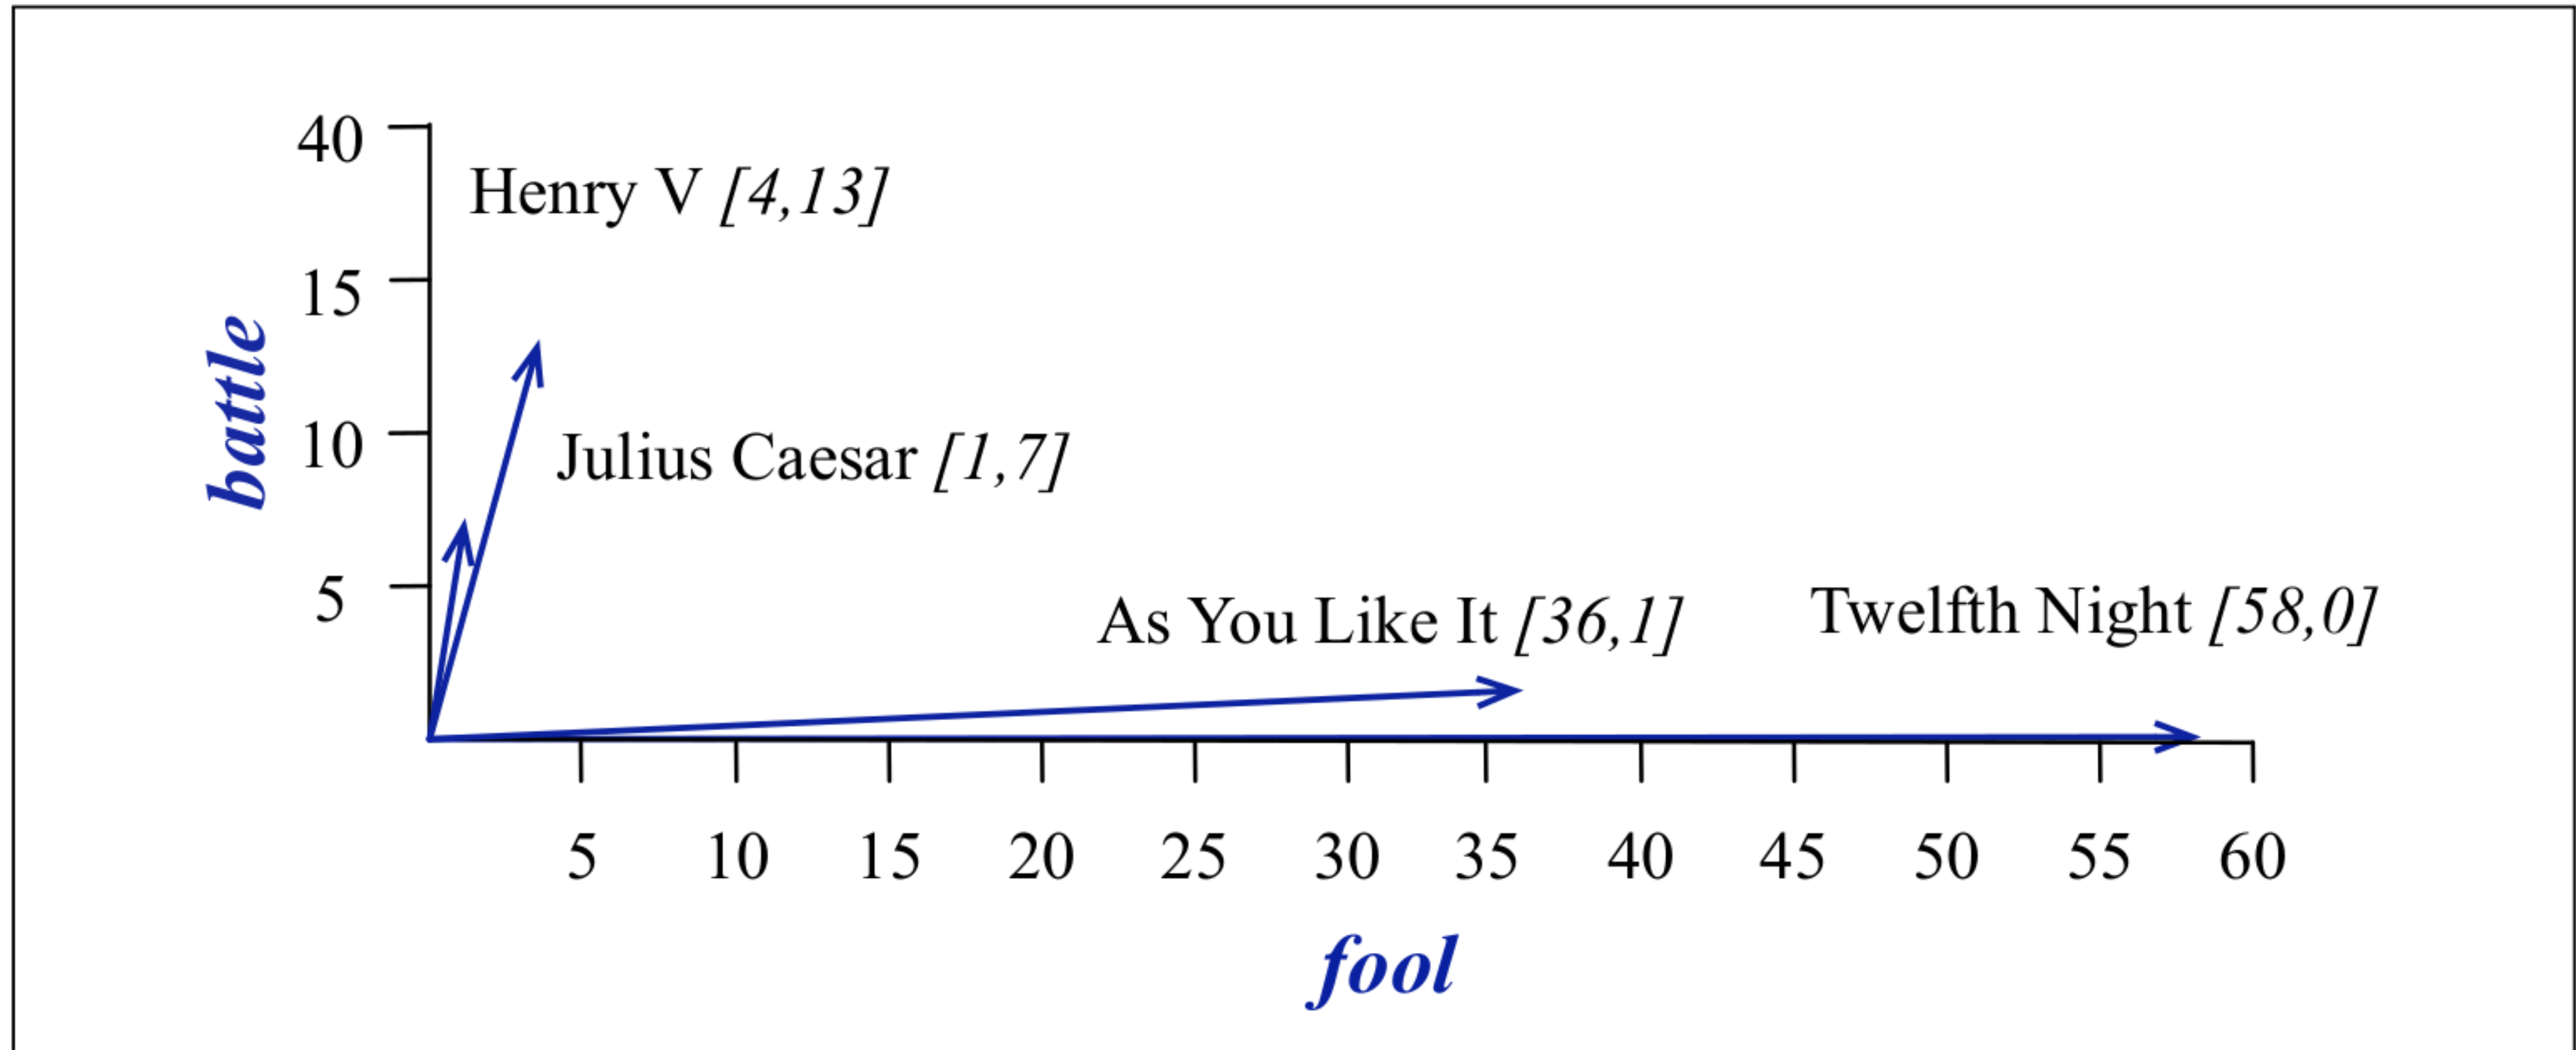 40
Henry V [4,13]
15
battle
10
Julius Caesar [1,7]
5
As You Like It [36,1]
Twelfth Night [58,0]
5 10 15 20 25 30 35 40 45 50 55 60
fool